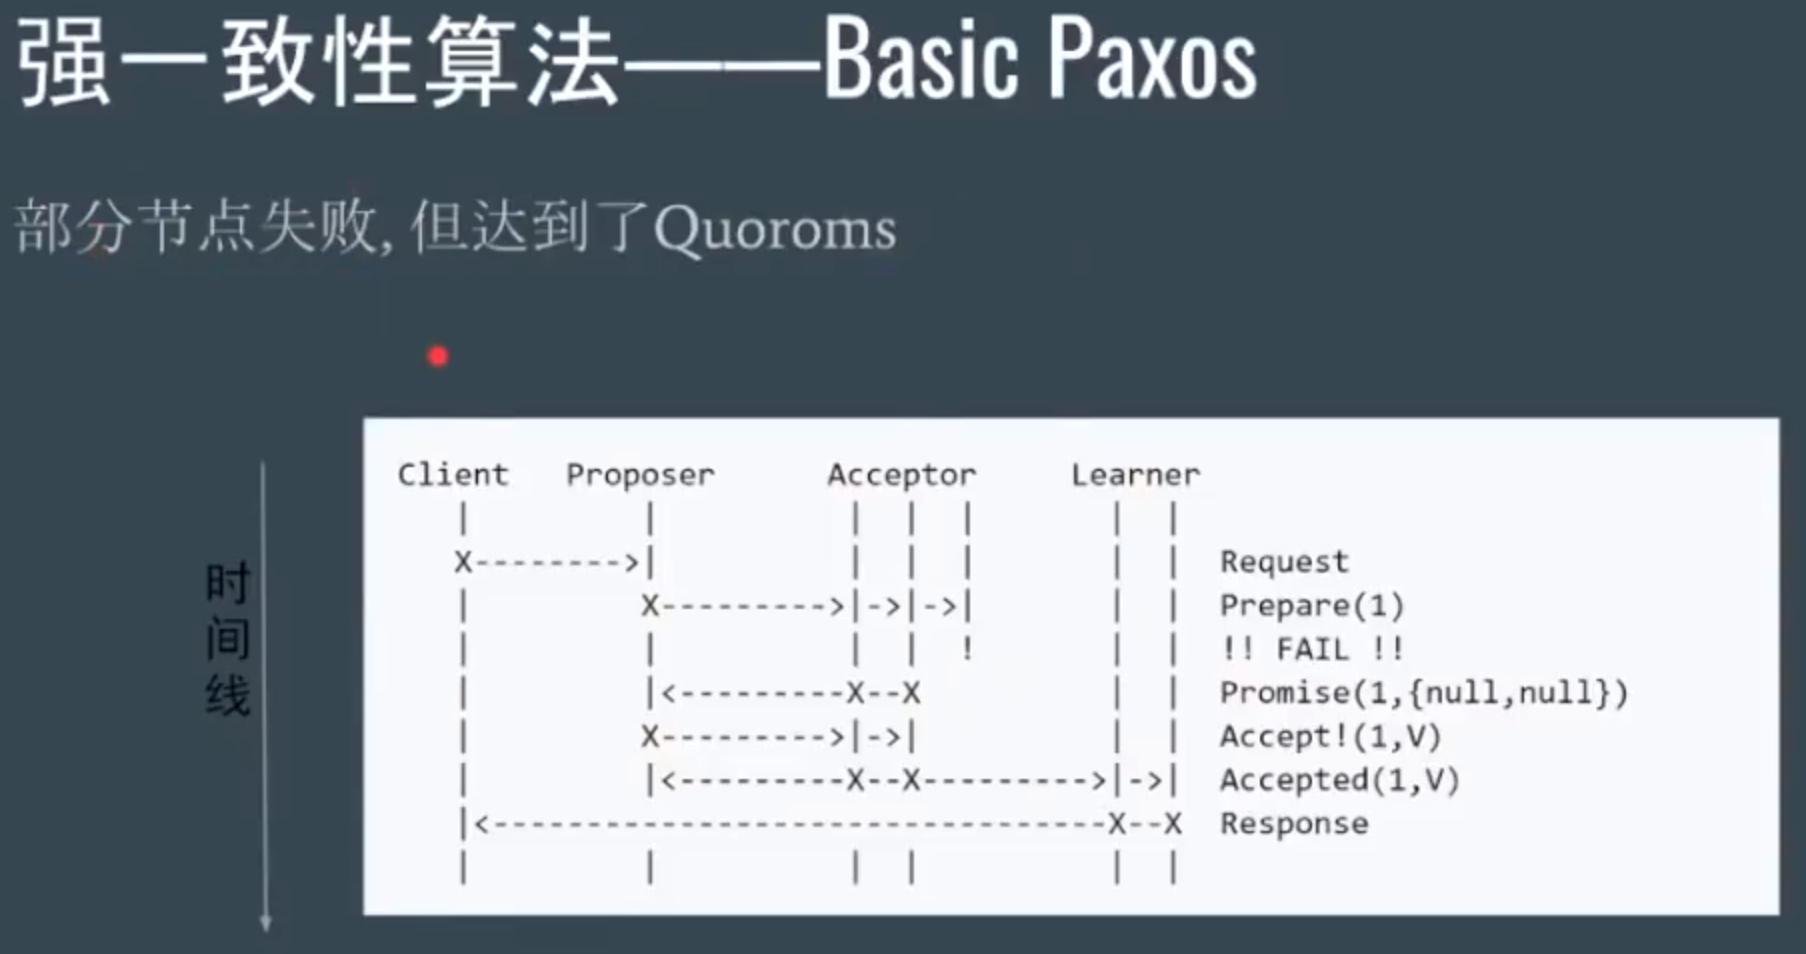 强一致性算法——Basic Paxos
部分节点失败, 但达到了Quoroms
时间线
Client Proposer Acceptor Learner
| | | | | | |
X-------->| | | | | | Request
| X--------->|->|->| | | Prepare(1)
| | | | ! | | !! FAIL !!
| |<---------X--X | | Promise(1,{null,null})
| X--------->|->| | | Accept!(1,V)
| |<---------X--X--------->|->| Accepted(1,V)
|<---------------------------------X--X Response
| | | | | |